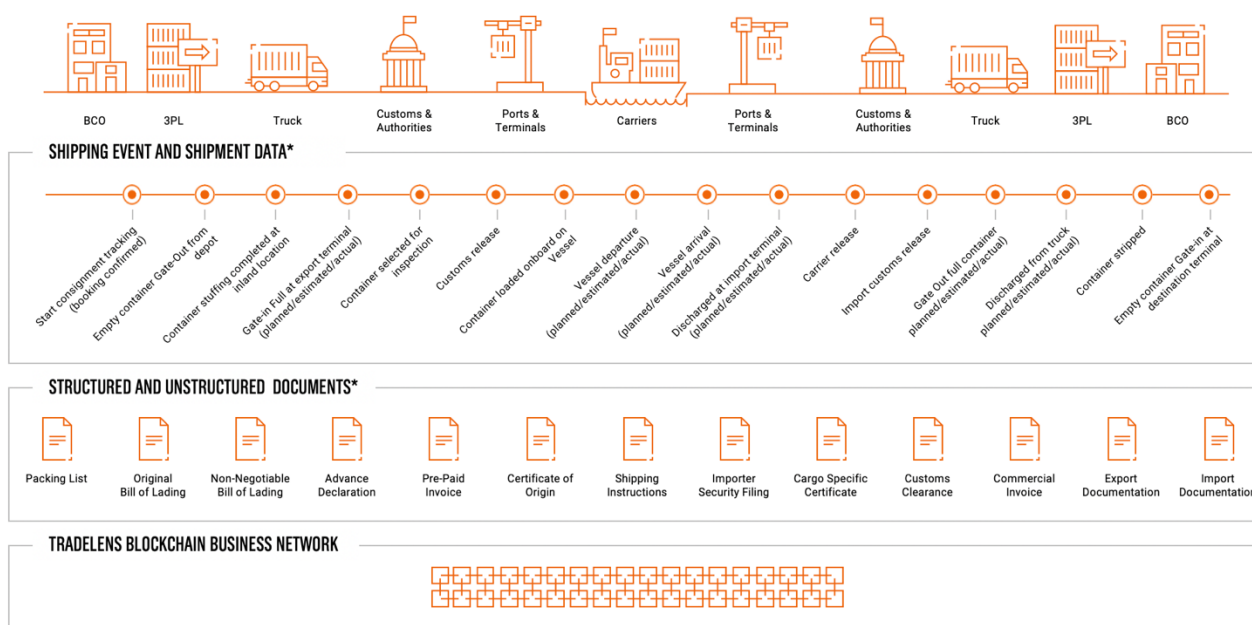 BCO
3PL
Truck
Customs &
Authorities
Ports &
Terminals
Carriers
Ports &
Terminals
Customs &
Authorities
Truck
3PL
BCO
SHIPPING EVENT AND SHIPMENT DATA*
Start consignment tracking
(booking confirmed)
Empty container Gate-Out from
depot
Container stuffing completed at
inland location
Gate-in Full at export terminal
(planned/estimated/actual)
Container selected for
inspection
Customs release
Container loaded onboard on
Vessel
Vessel departure
(planned/estimated/actual)
Vessel arrival
(planned/estimated/actual)
Discharged at import terminal
(planned/estimated/actual)
Carrier release
Import customs release
Gate Out full container
planned/estimated/actual)
Discharged from truck
planned/estimated/actual)
Container stripped
Empty container Gate-in at
destination terminal
STRUCTURED AND UNSTRUCTURED DOCUMENTS*
Packing List
Original
Bill of Lading
Non-Negotiable
Bill of Lading
Advance
Declaration
Pre-Paid
Invoice
Certificate of
Origin
Shipping
Instructions
Importer
Security Filing
Cargo Specific
Certificate
Customs
Clearance
Commercial
Invoice
Export
Documentation
Import
Documentation
TRADELENS BLOCKCHAIN BUSINESS NETWORK